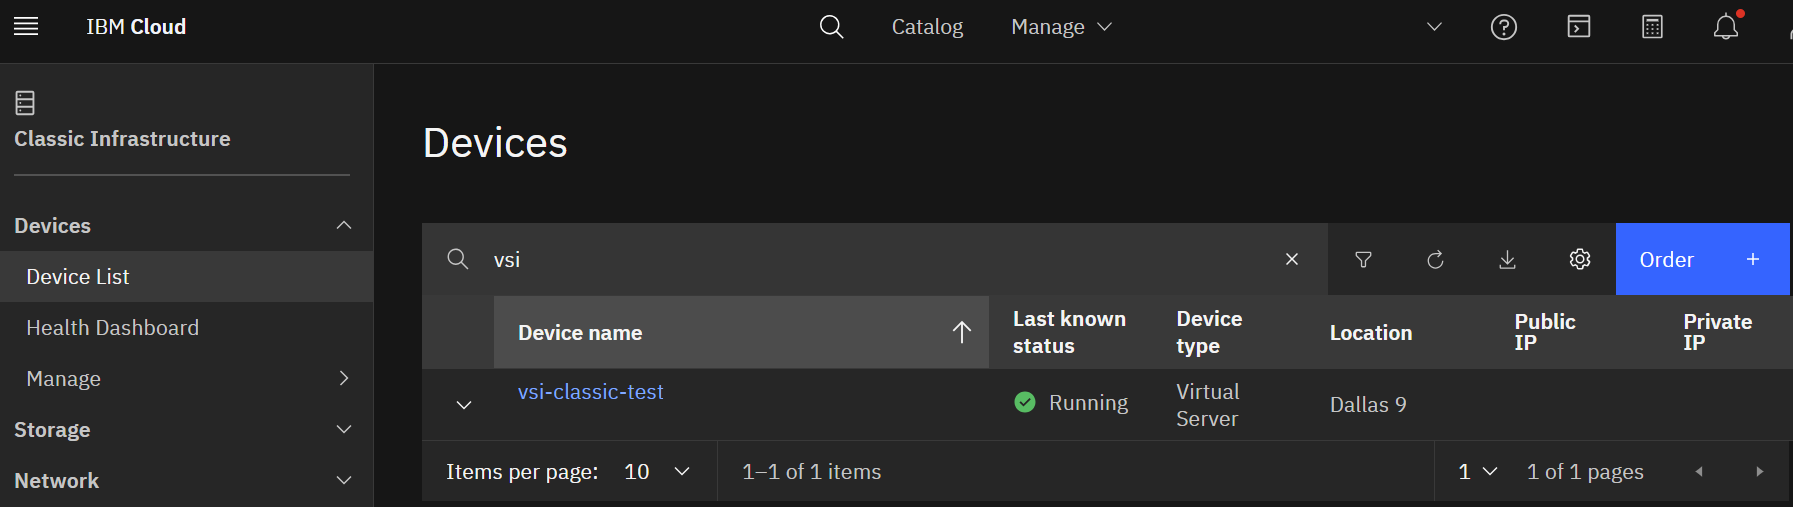 IBM Cloud
Catalog
Manage
Classic Infrastructure
Devices
Device List
Health Dashboard
Manage
Storage
Network
Devices
vsi
Order
Device name
Last known status
Device type
Location
Public IP
Private IP
vsi-classic-test
Running
Virtual Server
Dallas 9
Items per page: 10
1–1 of 1 items
1
1 of 1 pages